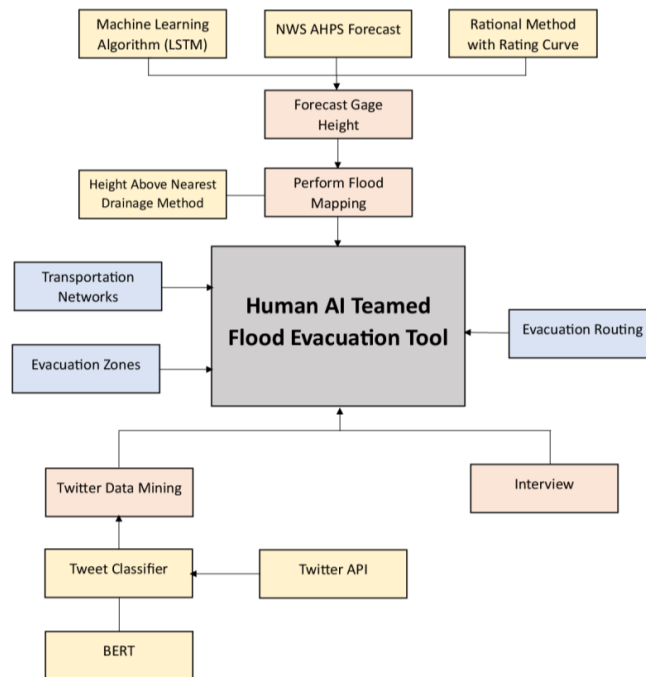 Machine Learning
Algorithm (LSTM)
NWS AHPS Forecast
Rational Method
with Rating Curve
Forecast Gage
Height
Height Above Nearest
Drainage Method
Perform Flood
Mapping
Transportation
Networks
Human AI Teamed
Flood Evacuation Tool
Evacuation Routing
Evacuation Zones
Twitter Data Mining
Interview
Tweet Classifier
Twitter API
BERT